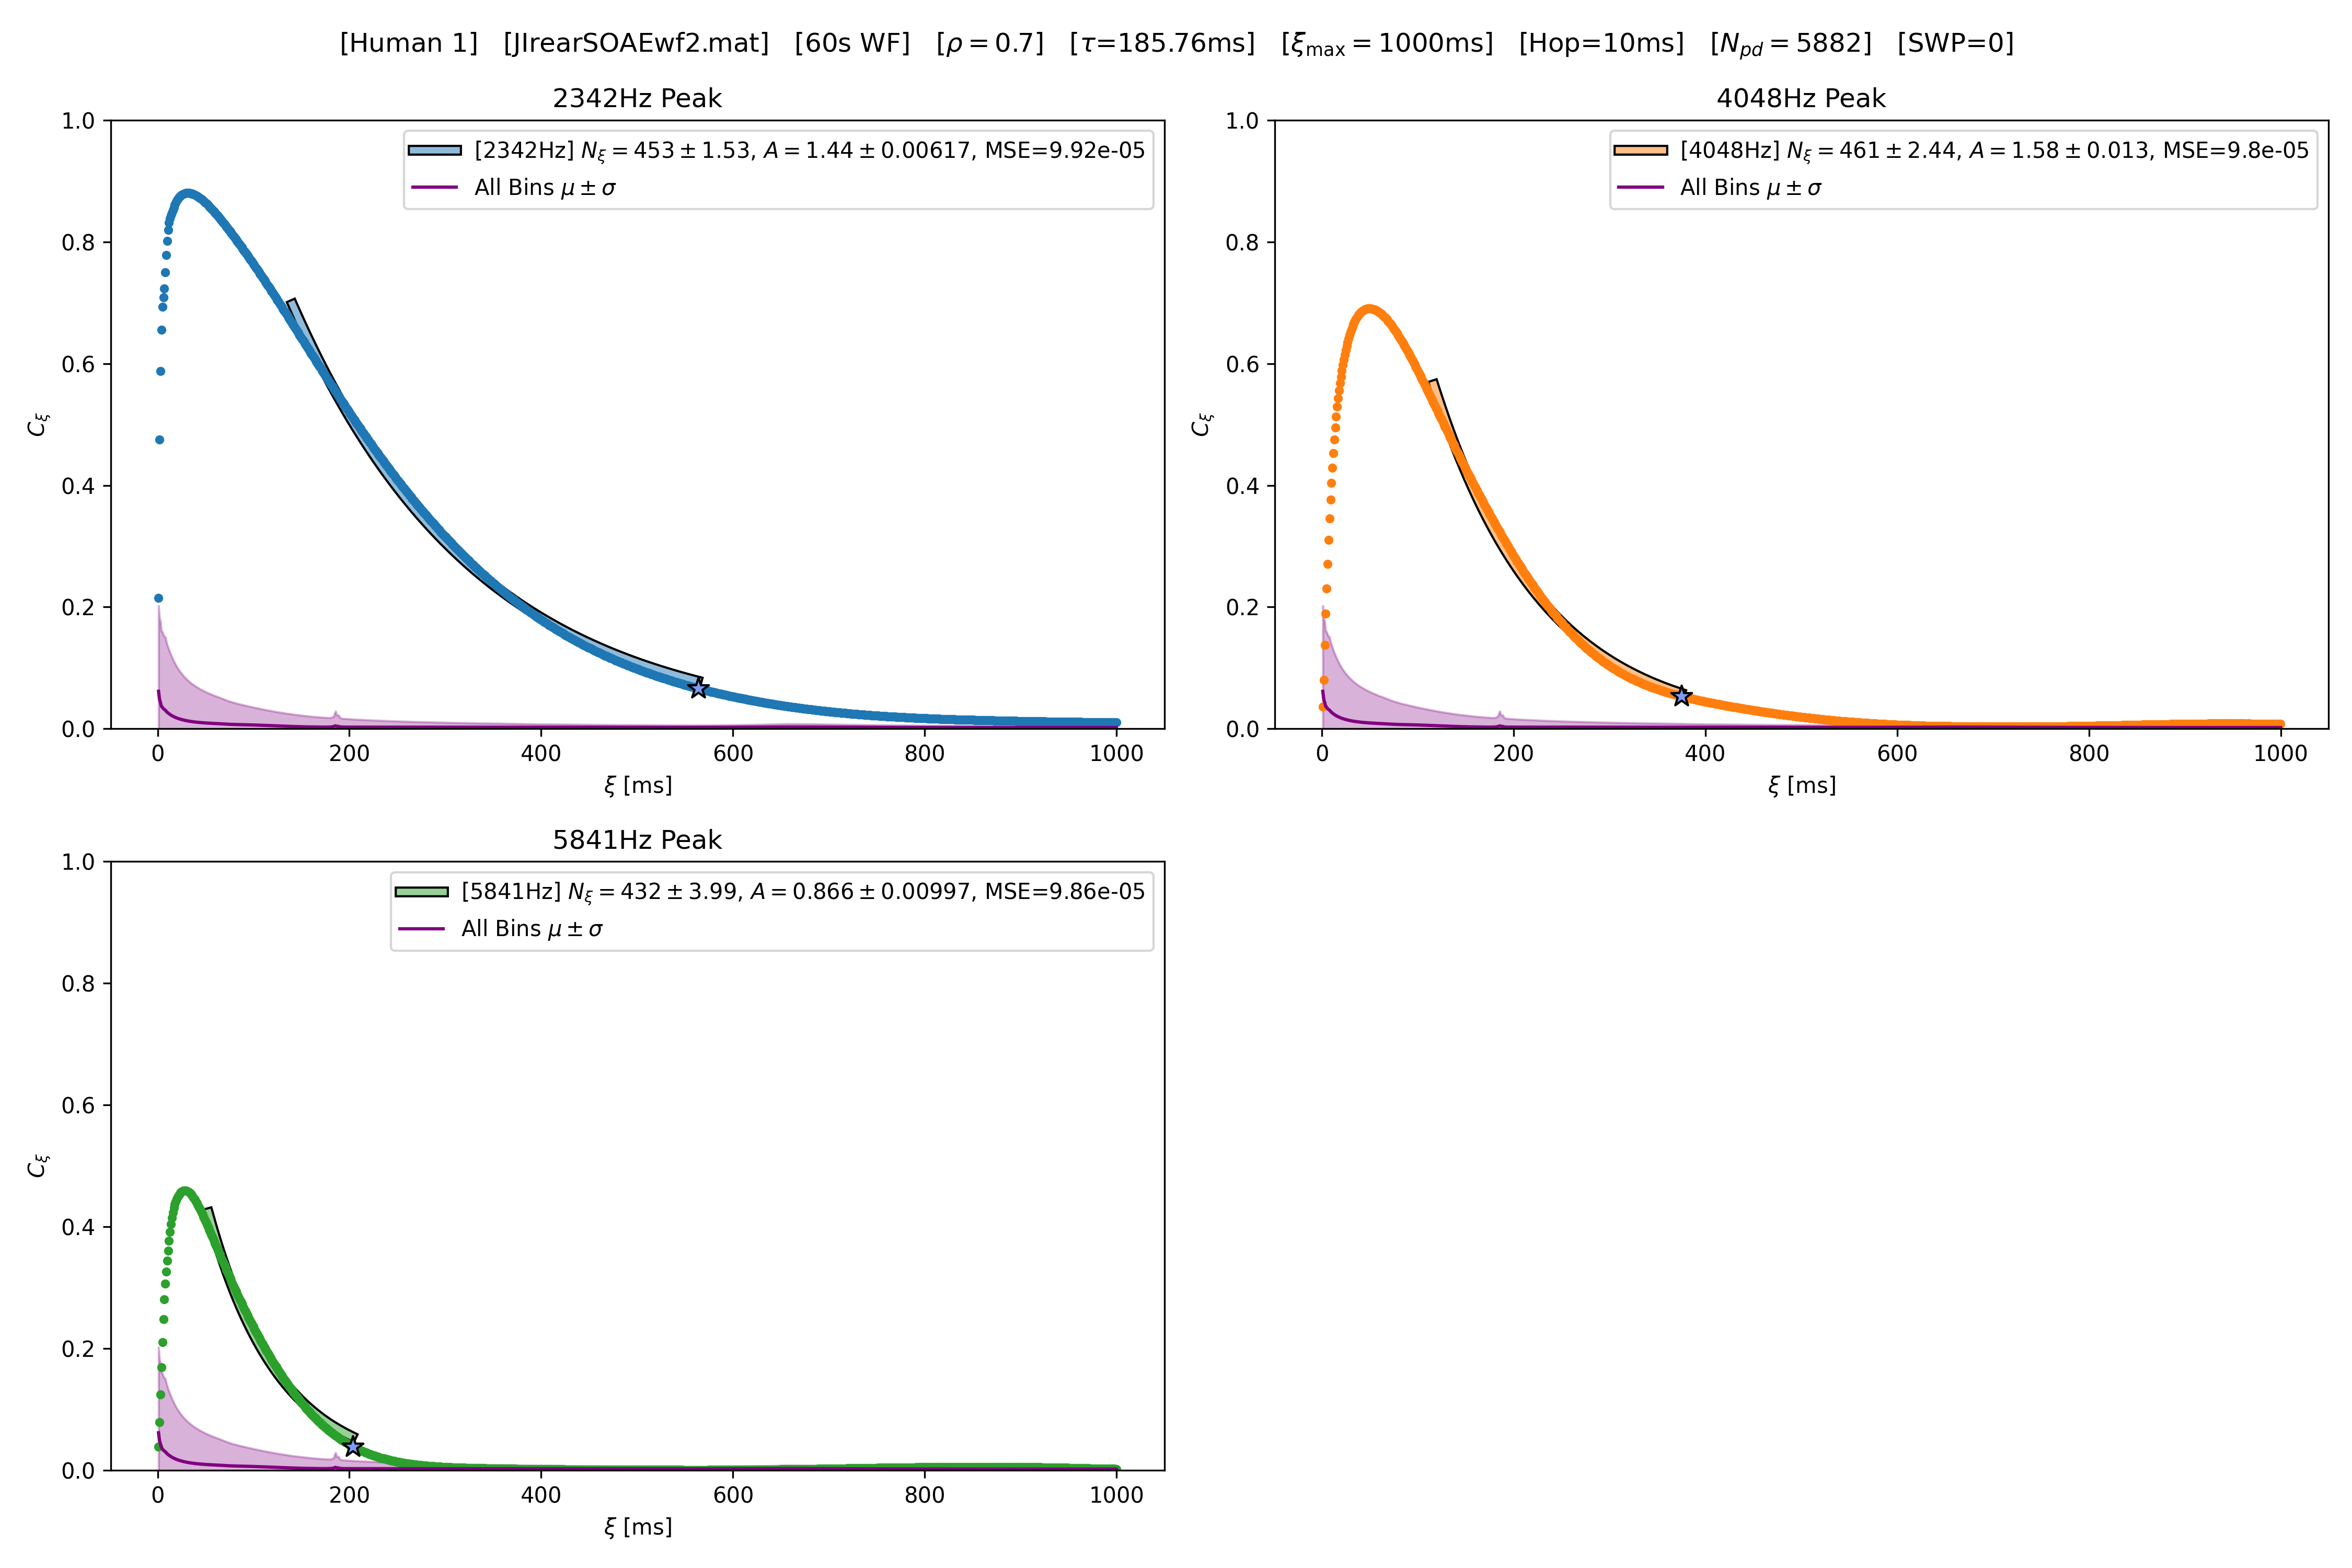 [Human 1] [JIrearSOAEwf2.mat] [60s WF] [ρ = 0.7] [τ=185.76ms] [ξmax = 1000ms] [Hop=10ms] [Npd = 5882] [SWP=0]
2342Hz Peak
1.0
0.8
0.6
0.4
0.2
0.0
Cξ
[2342Hz] Nξ = 453 ± 1.53, A = 1.44 ± 0.00617, MSE=9.92e-05
All Bins μ ± σ
0 200 400 600 800 1000
ξ [ms]
4048Hz Peak
1.0
0.8
0.6
0.4
0.2
0.0
Cξ
[4048Hz] Nξ = 461 ± 2.44, A = 1.58 ± 0.013, MSE=9.8e-05
All Bins μ ± σ
0 200 400 600 800 1000
ξ [ms]
5841Hz Peak
1.0
0.8
0.6
0.4
0.2
0.0
Cξ
[5841Hz] Nξ = 432 ± 3.99, A = 0.866 ± 0.00997, MSE=9.86e-05
All Bins μ ± σ
0 200 400 600 800 1000
ξ [ms]